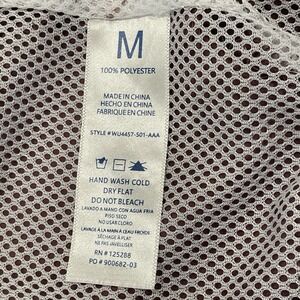 M
100% POLYESTER
MADE IN CHINA
HECHO EN CHINA
FABRIQUE EN CHINE
STYLE # WU4457-501-AAA
HAND WASH COLD
DRY FLAT
DO NOT BLEACH
LAVADO A MANO CON AGUA FRIA
PISO SECO
NO USAR CLORO
LAVAGE A LA MAIN A L'EAU FROIDE
SÉCHAGE À PLAT
NE PAS JAVELLISER
RN # 125288
PO # 900682-03